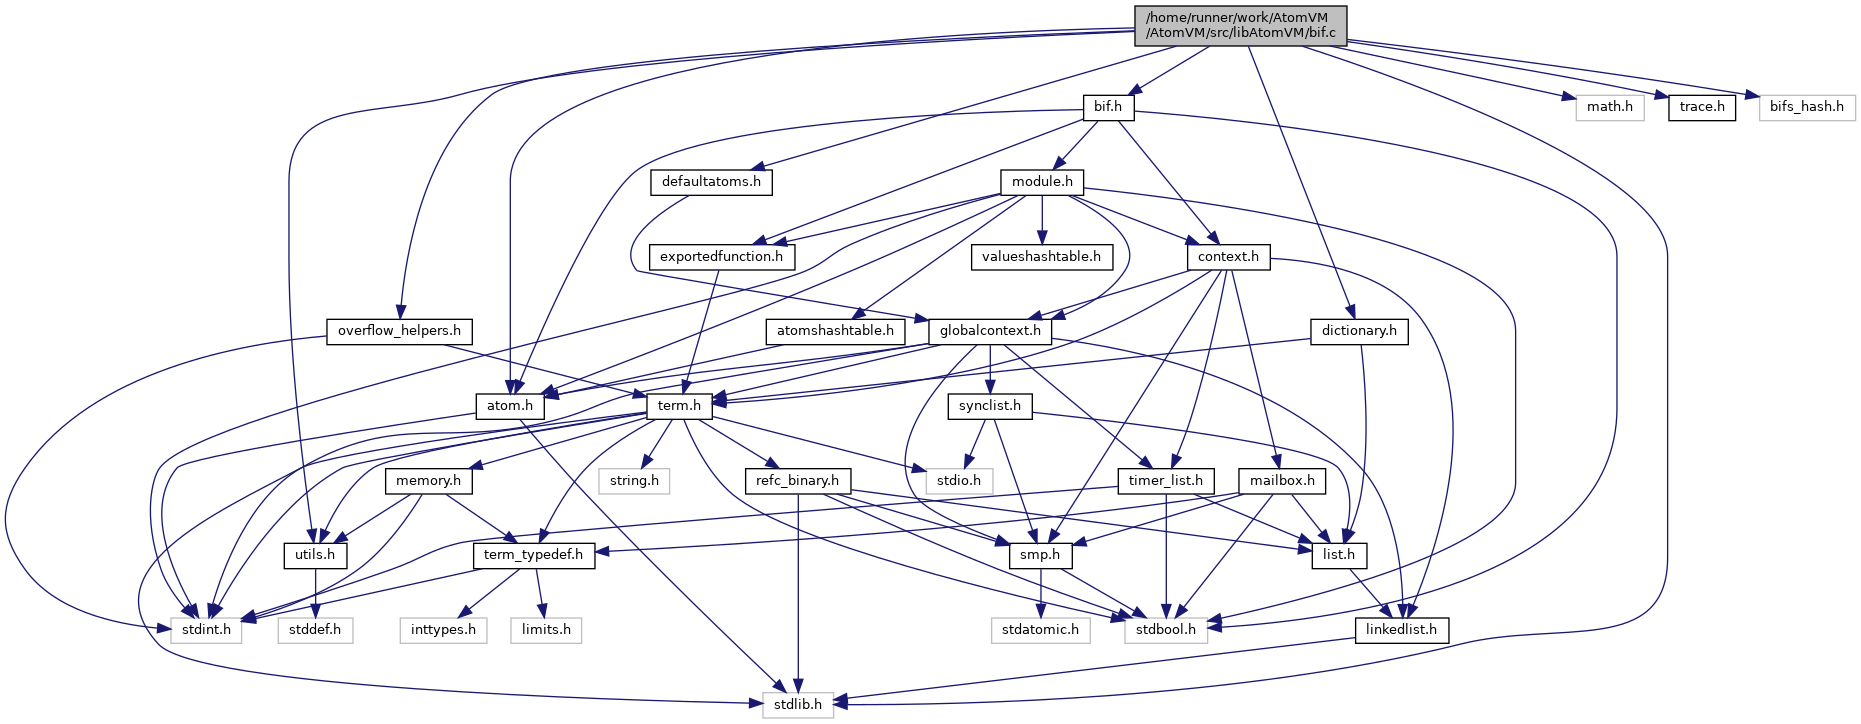 /home/runner/work/AtomVM
/AtomVM/src/libAtomVM/bif.c
bif.h
math.h
trace.h
bifs_hash.h
defaultatoms.h
module.h
exportedfunction.h
valueshashtable.h
context.h
overflow_helpers.h
atomshashtable.h
globalcontext.h
dictionary.h
atom.h
term.h
synclist.h
memory.h
string.h
refc_binary.h
stdio.h
timer_list.h
mailbox.h
utils.h
term_typedef.h
smp.h
list.h
stdint.h
stddef.h
inttypes.h
limits.h
stdatomic.h
stdbool.h
linkedlist.h
stdlib.h